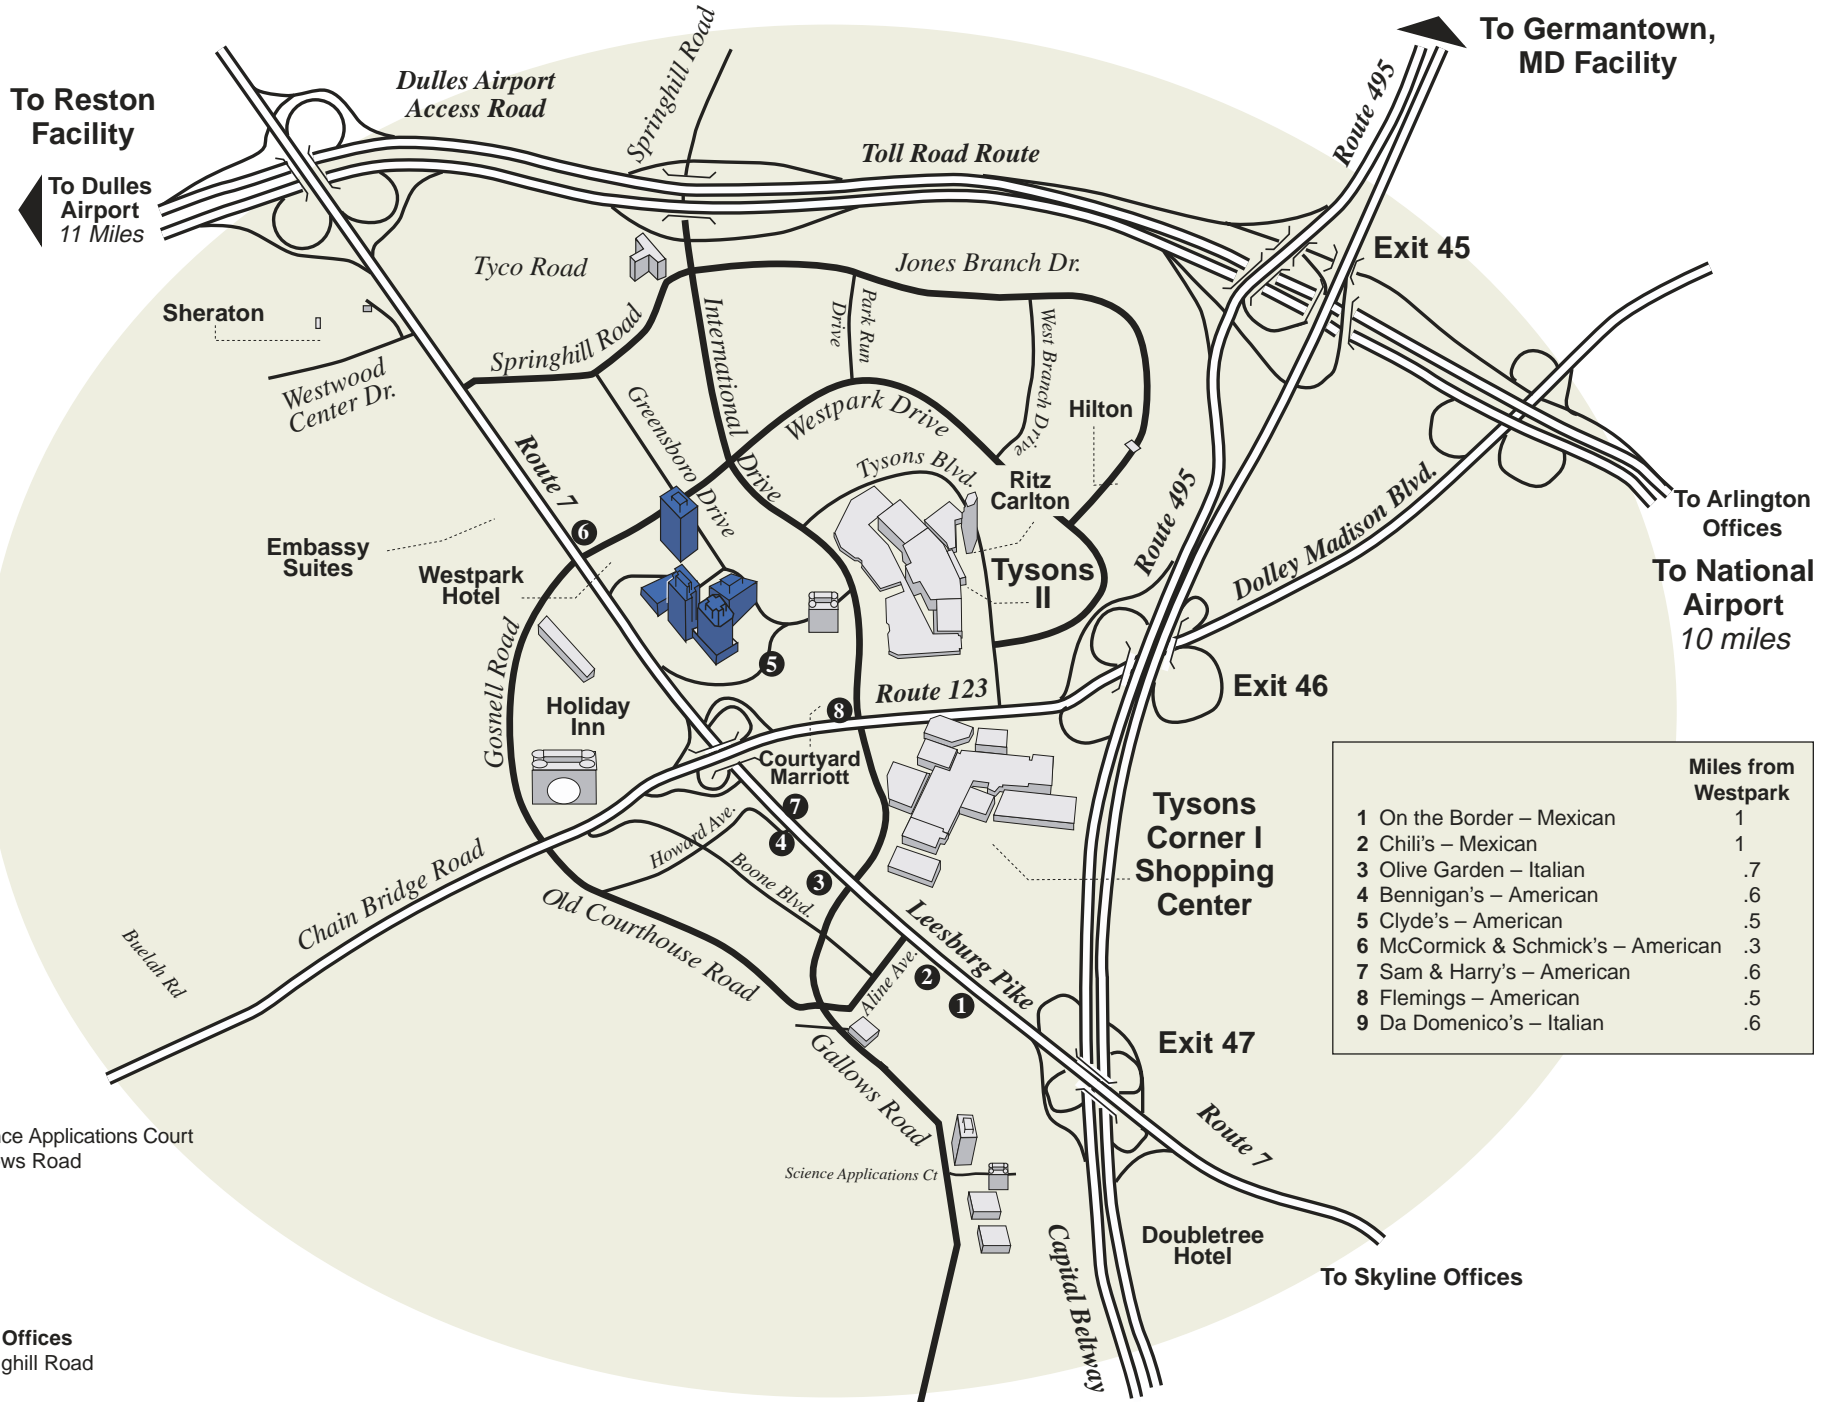 To Germantown,
MD Facility
To Reston
Facility
Dulles Airport
Access Road
Springhill Road
Toll Road Route
Route 495
To Dulles
Airport
11 Miles
Tyco Road
Jones Branch Dr.
Exit 45
Sheraton
International Drive
Park Run
Drive
West Branch Drive
Springhill Road
Westwood
Center Dr.
Greensboro Drive
Westpark Drive
Hilton
Route 7
Tysons Blvd.
Ritz
Carlton
Route 495
Dolley Madison Blvd.
To Arlington
Offices
6
Embassy
Suites
Westpark
Hotel
Tysons
II
To National
Airport
10 miles
Gosnell Road
5
Route 123
Exit 46
Holiday
Inn
8
Courtyard
Marriott
7
4
3
Howard Ave.
Boone Blvd.
Tysons
Corner I
Shopping
Center
Miles from
Westpark
1 On the Border – Mexican 1
2 Chili's – Mexican 1
3 Olive Garden – Italian .7
4 Bennigan's – American .6
5 Clyde's – American .5
6 McCormick & Schmick's – American .3
7 Sam & Harry's – American .6
8 Flemings – American .5
9 Da Domenico's – Italian .6
Chain Bridge Road
Old Courthouse Road
Leesburg Pike
Buelah Rd
Aline Ave.
2
1
Gallows Road
Exit 47
Route 7
nce Applications Court
ws Road
Science Applications Ct
Capital Beltway
Doubletree
Hotel
To Skyline Offices
Offices
ghill Road